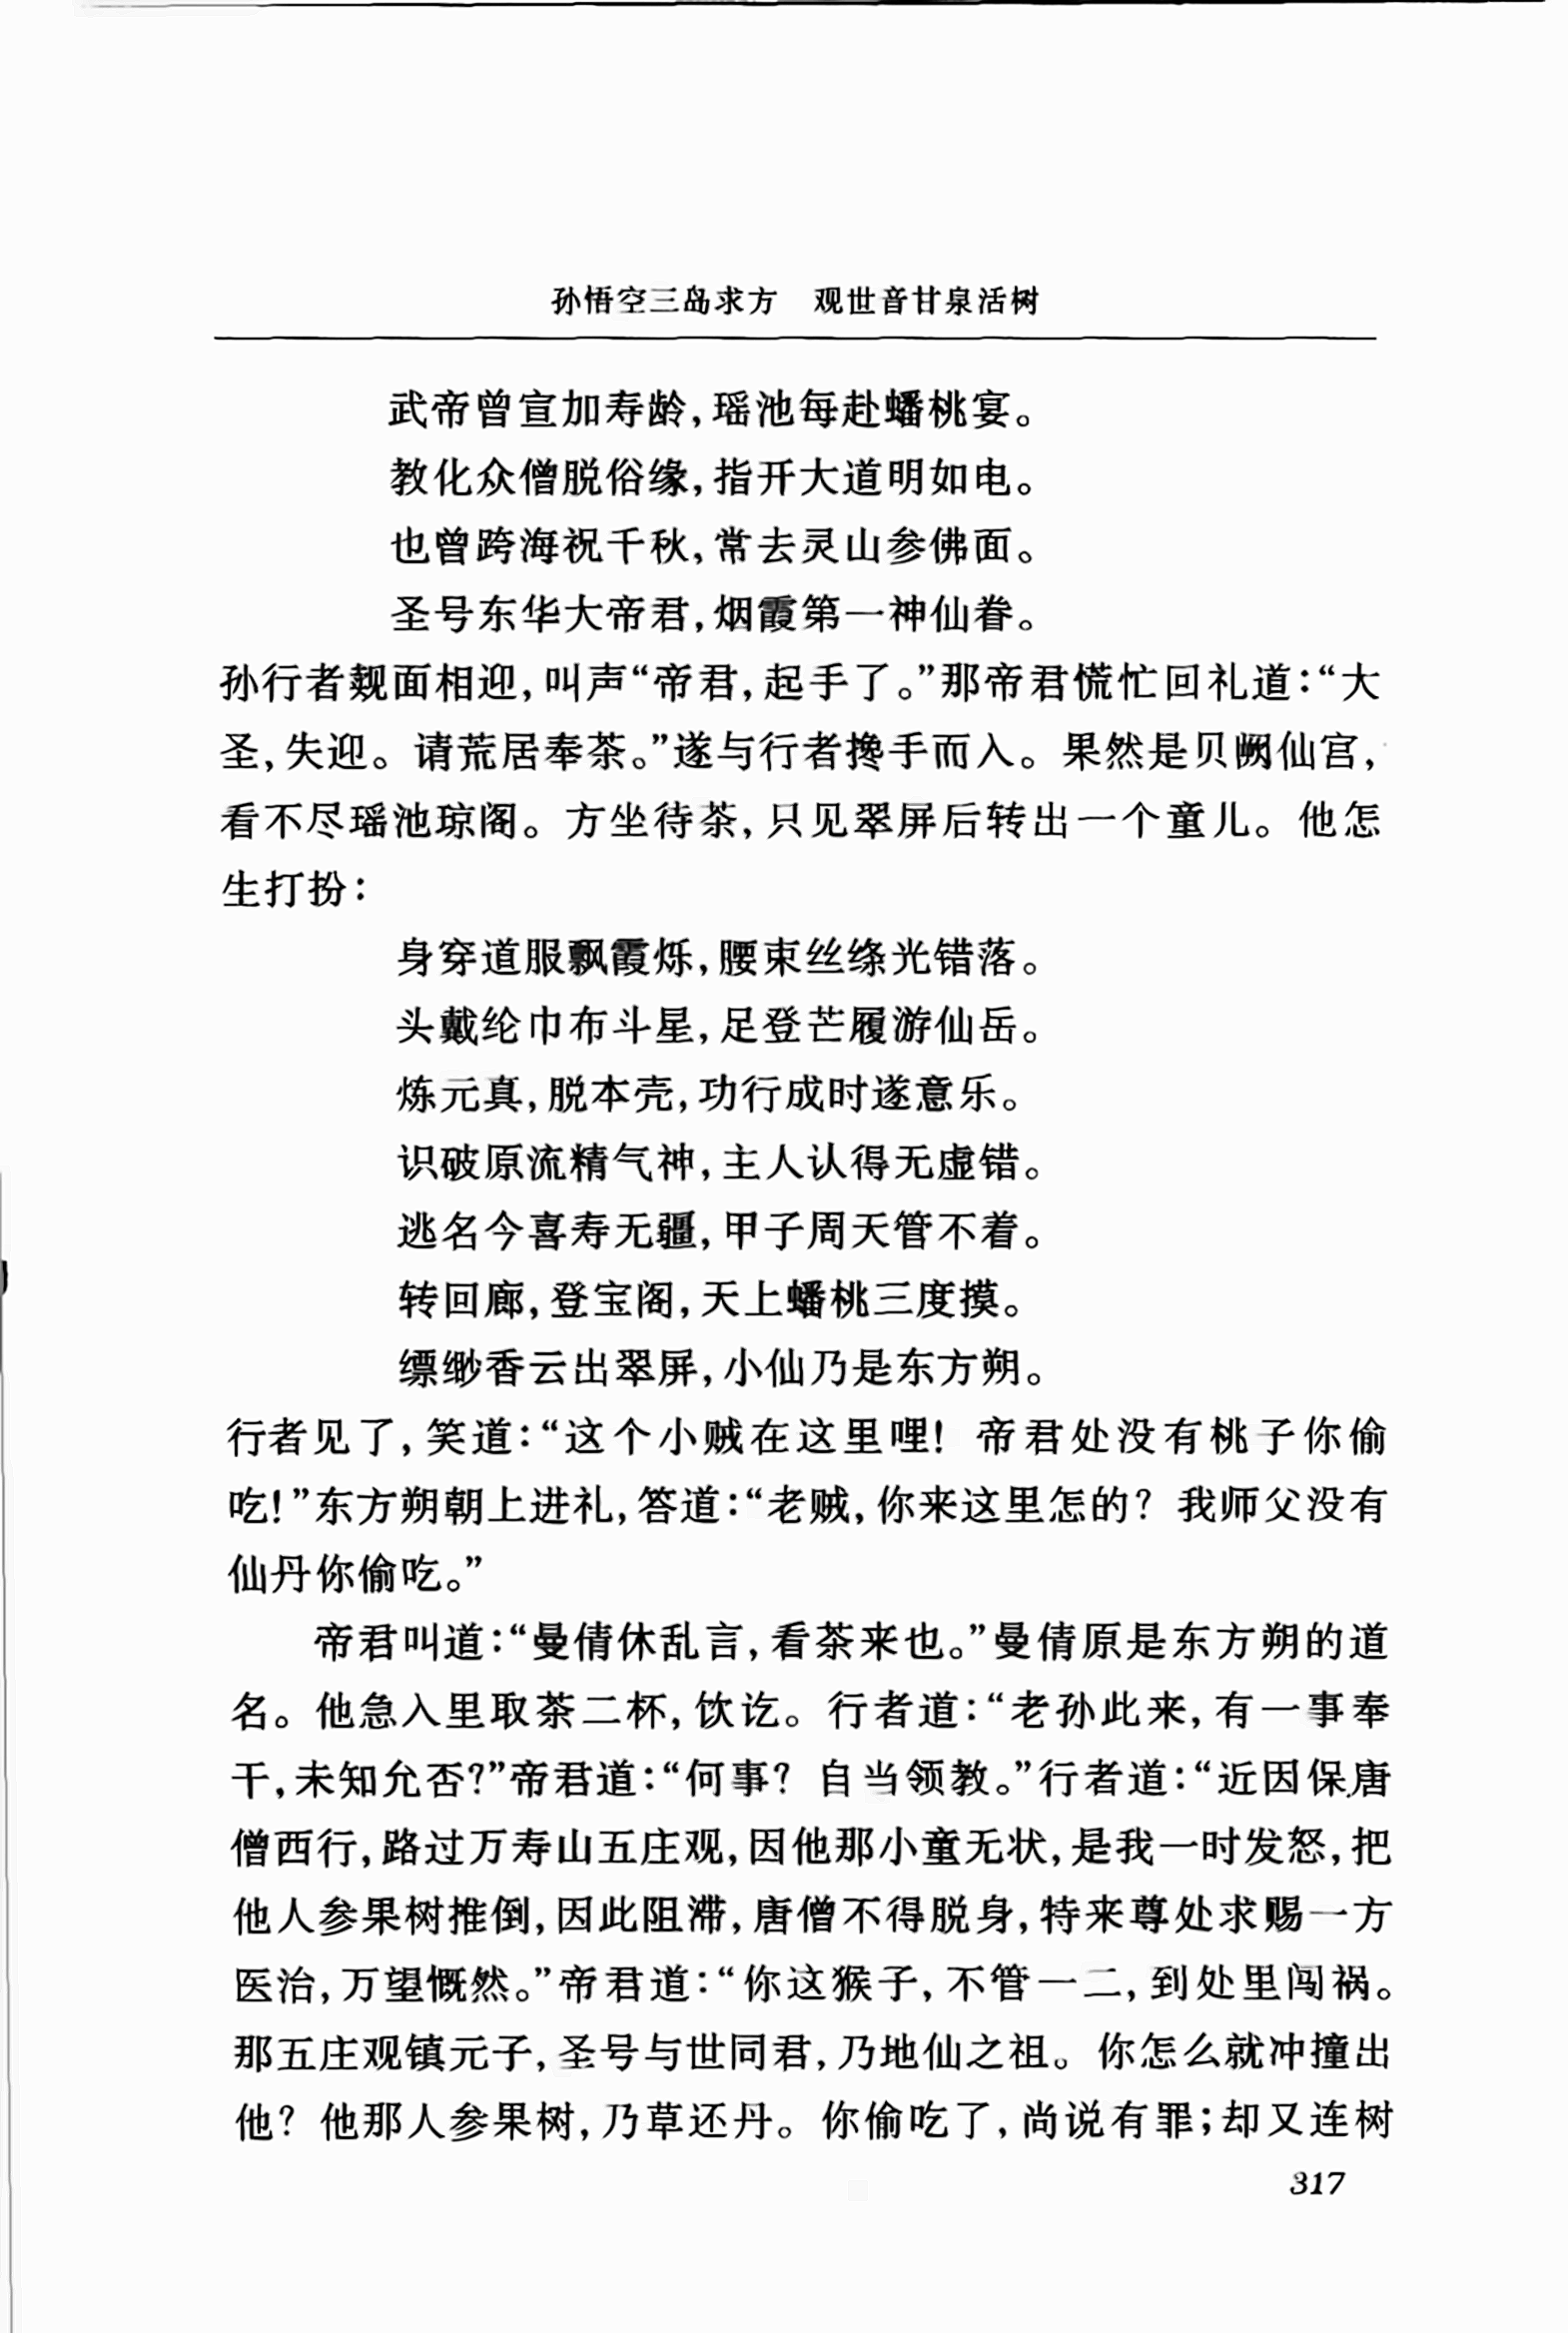 孙悟空三岛求方　观世音甘泉活树
武帝曾宣加寿龄，瑶池每赴蟠桃宴。
教化众僧脱俗缘，指开大道明如电。
也曾跨海祝千秋，常去灵山参佛面。
圣号东华大帝君，烟霞第一神仙眷。
孙行者觌面相迎，叫声“帝君，起手了。”那帝君慌忙回礼道：“大
圣，失迎。请荒居奉茶。”遂与行者搀手而入。果然是贝阙仙宫，
看不尽瑶池琼阁。方坐待茶，只见翠屏后转出一个童儿。他怎
生打扮：
身穿道服飘霞烁，腰束丝绦光错落。
头戴纶巾布斗星，足登芒履游仙岳。
炼元真，脱本壳，功行成时遂意乐。
识破原流精气神，主人认得无虚错。
逃名今喜寿无疆，甲子周天管不着。
转回廊，登宝阁，天上蟠桃三度摸。
缥缈香云出翠屏，小仙乃是东方朔。
行者见了，笑道：“这个小贼在这里哩！帝君处没有桃子你偷
吃！”东方朔朝上进礼，答道：“老贼，你来这里怎的？我师父没有
仙丹你偷吃。”
帝君叫道：“曼倩休乱言，看茶来也。”曼倩原是东方朔的道
名。他急入里取茶二杯，饮讫。行者道：“老孙此来，有一事奉
干，未知允否？”帝君道：“何事？自当领教。”行者道：“近因保唐
僧西行，路过万寿山五庄观，因他那小童无状，是我一时发怒，把
他人参果树推倒，因此阻滞，唐僧不得脱身，特来尊处求赐一方
医治，万望慨然。”帝君道：“你这猴子，不管一二，到处里闯祸。
那五庄观镇元子，圣号与世同君，乃地仙之祖。你怎么就冲撞出
他？他那人参果树，乃草还丹。你偷吃了，尚说有罪；却又连树
317